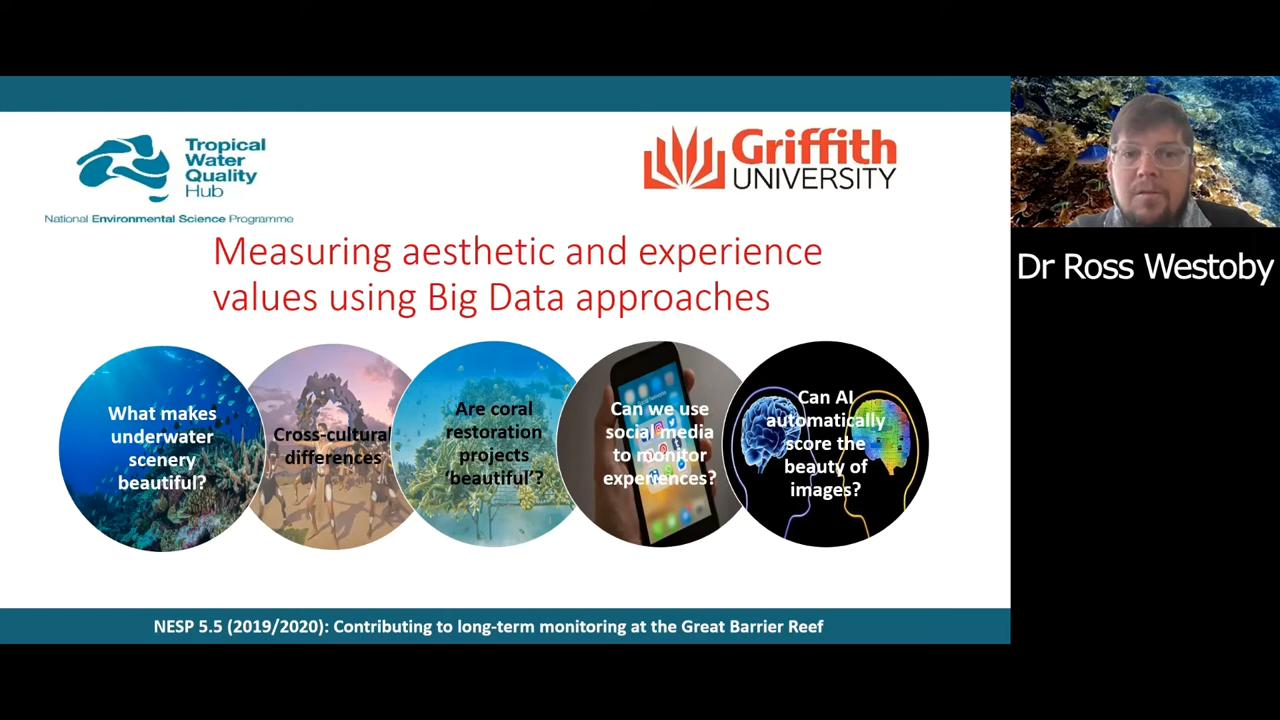 Tropical
Water
Quality
Hub
National Environmental Science Programme
Griffith
UNIVERSITY
Measuring aesthetic and experience
values using Big Data approaches
What makes
underwater
scenery
beautiful?
Cross-cultural
differences
Are coral
restoration
projects
‘beautiful’?
Can we use
social media
to monitor
experiences?
Can AI
automatically
score the
beauty of
images?
NESP 5.5 (2019/2020): Contributing to long-term monitoring at the Great Barrier Reef
Dr Ross Westoby